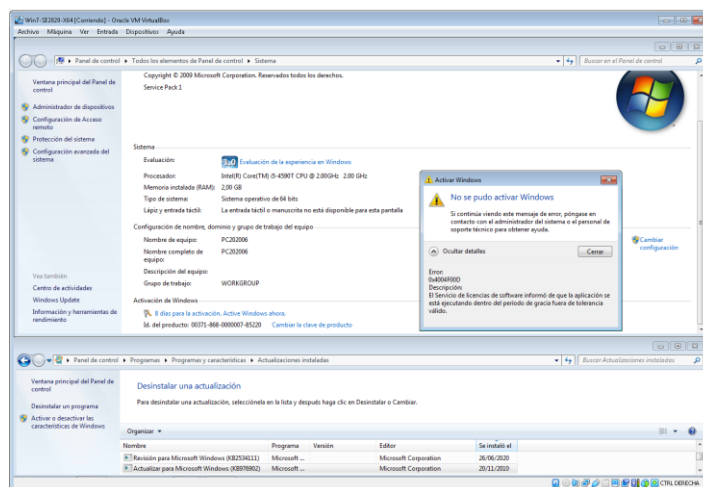 Win7-SE2020-X64 [Corriendo] - Oracle VM VirtualBox
Archivo Máquina Ver Entrada Dispositivos Ayuda
Panel de control ▸ Todos los elementos de Panel de control ▸ Sistema
Buscar en el Panel de control
Ventana principal del Panel de control
Administrador de dispositivos
Configuración de Acceso remoto
Protección del sistema
Configuración avanzada del sistema
Vea también
Centro de actividades
Windows Update
Información y herramientas de rendimiento
Copyright © 2009 Microsoft Corporation. Reservados todos los derechos.
Service Pack 1
Sistema
Evaluación: 3,0 Evaluación de la experiencia en Windows
Procesador: Intel(R) Core(TM) i5-4590T CPU @ 2.00GHz 2.00 GHz
Memoria instalada (RAM): 2,00 GB
Tipo de sistema: Sistema operativo de 64 bits
Lápiz y entrada táctil: La entrada táctil o manuscrita no está disponible para esta pantalla
Configuración de nombre, dominio y grupo de trabajo del equipo
Nombre de equipo: PC202006
Nombre completo de equipo: PC202006
Descripción del equipo:
Grupo de trabajo: WORKGROUP
Cambiar configuración
Activación de Windows
8 días para la activación. Active Windows ahora.
Id. del producto: 00371-868-0000007-85220 Cambiar la clave de producto
Activar Windows
No se pudo activar Windows
Si continúa viendo este mensaje de error, póngase en
contacto con el administrador del sistema o el personal de
soporte técnico para obtener ayuda.
Ocultar detalles
Cerrar
Error:
0x4004F00D
Descripción:
El Servicio de licencias de software informó de que la aplicación se
está ejecutando dentro del período de gracia fuera de tolerancia
válido.
Panel de control ▸ Programas ▸ Programas y características ▸ Actualizaciones instaladas
Buscar Actualizaciones instaladas
Ventana principal del Panel de control
Desinstalar un programa
Activar o desactivar las características de Windows
Desinstalar una actualización
Para desinstalar una actualización, selecciónela en la lista y después haga clic en Desinstalar o Cambiar.
Organizar
Nombre Programa Versión Editor Se instaló el
Revisión para Microsoft Windows (KB2534111) Microsoft ... Microsoft Corporation 26/06/2020
Actualizar para Microsoft Windows (KB976902) Microsoft ... Microsoft Corporation 20/11/2010
CTRL DERECHA